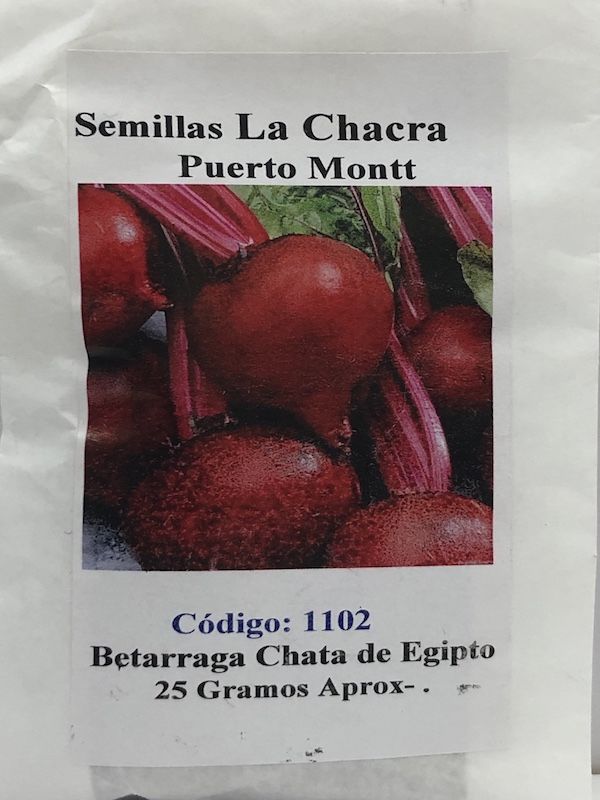 Semillas La Chacra
Puerto Montt
Código: 1102
Betarraga Chata de Egipto
25 Gramos Aprox- .